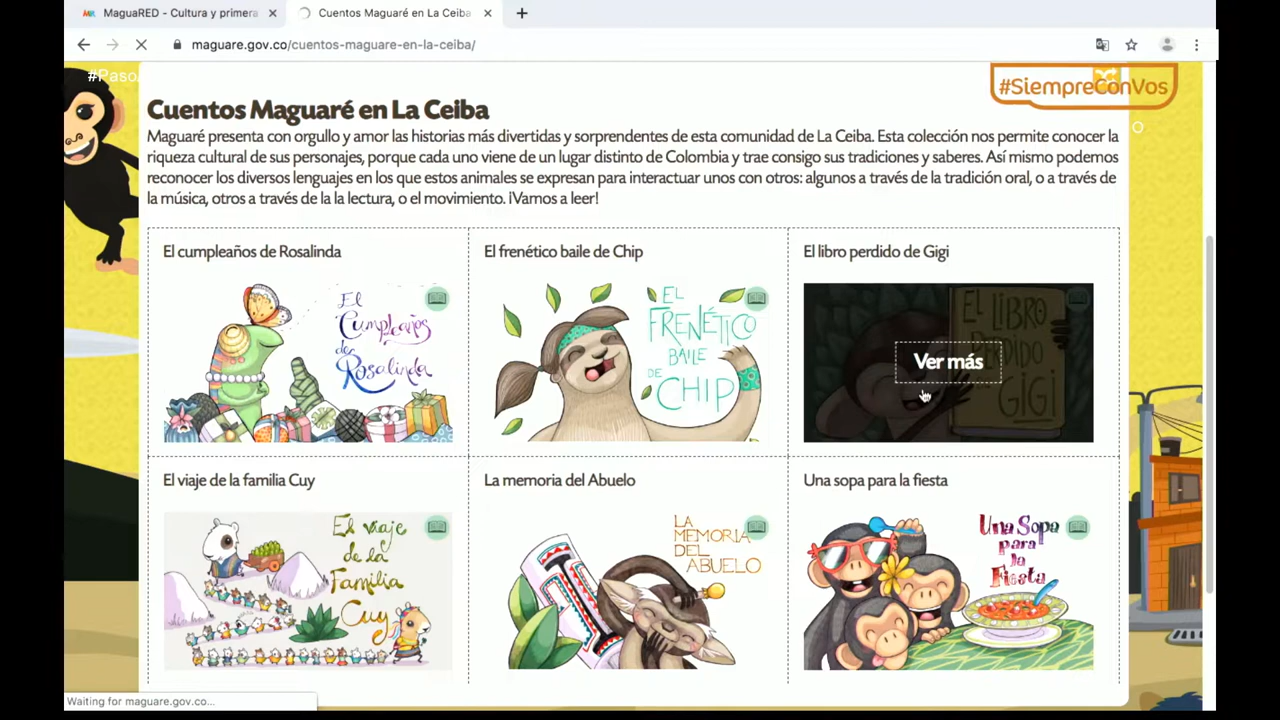 MaguaRED - Cultura y primera
Cuentos Maguaré en La Ceiba
maguare.gov.co/cuentos-maguare-en-la-ceiba/
#Paso
#SiempreConVos
Cuentos Maguaré en La Ceiba
Maguaré presenta con orgullo y amor las historias más divertidas y sorprendentes de esta comunidad de La Ceiba. Esta colección nos permite conocer la
riqueza cultural de sus personajes, porque cada uno viene de un lugar distinto de Colombia y trae consigo sus tradiciones y saberes. Así mismo podemos
reconocer los diversos lenguajes en los que estos animales se expresan para interactuar unos con otros: algunos a través de la tradición oral, o a través de
la música, otros a través de la la lectura, o el movimiento. ¡Vamos a leer!
El cumpleaños de Rosalinda
El frenético baile de Chip
El libro perdido de Gigi
El
Cumpleaños
de
Rosalinda
EL
FRENÉTICO
BAILE
DE
CHIP
EL LIBRO
PERDIDO
DE
GIGI
Ver más
El viaje de la familia Cuy
La memoria del Abuelo
Una sopa para la fiesta
El viaje
de la
Familia
Cuy
LA
MEMORIA
DEL
ABUELO
Una Sopa
para
la
Fiesta
Waiting for maguare.gov.co...